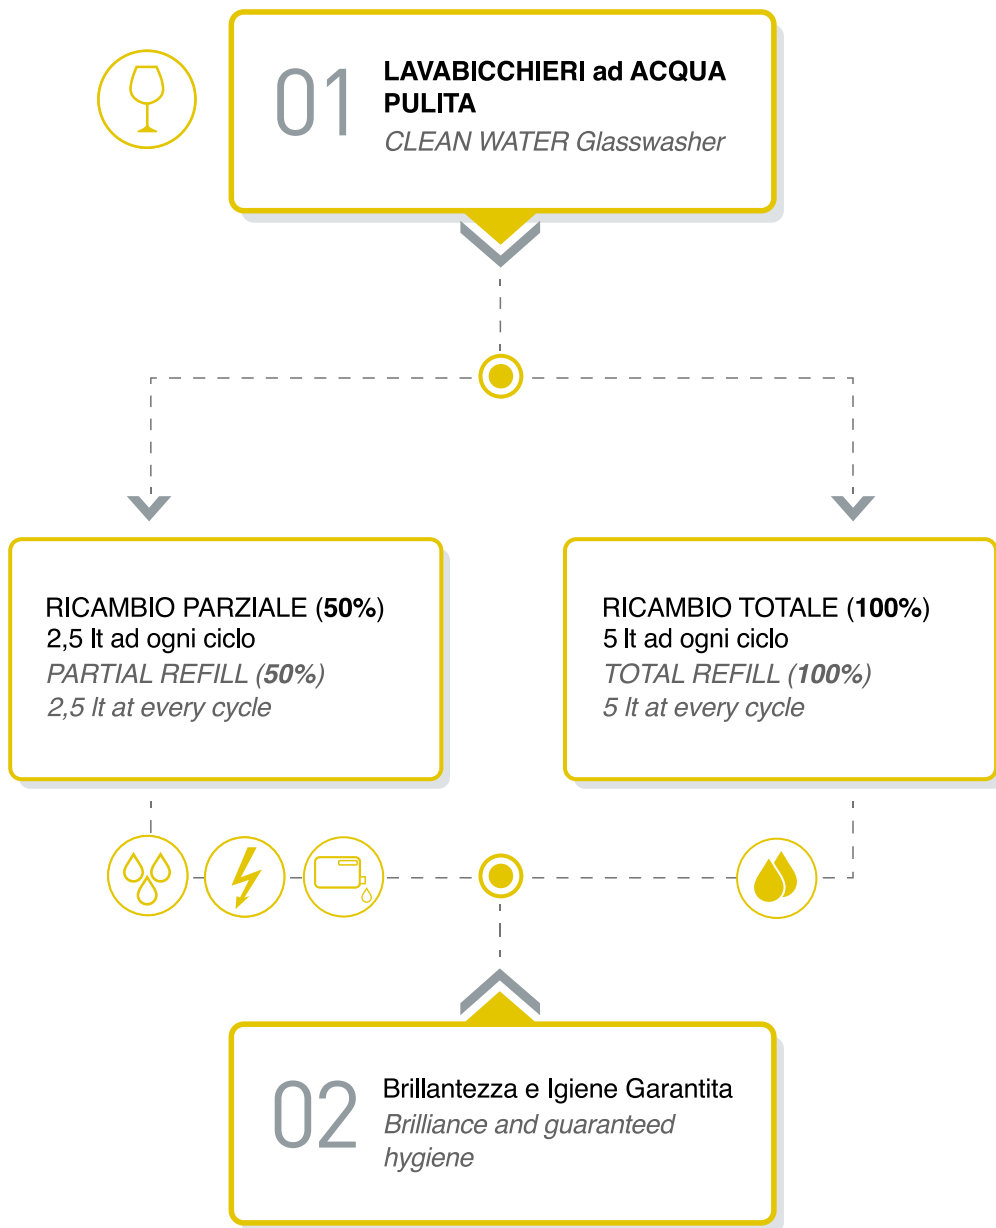 01
LAVABICCHIERI ad ACQUA
PULITA
CLEAN WATER Glasswasher
RICAMBIO PARZIALE (50%)
2,5 lt ad ogni ciclo
PARTIAL REFILL (50%)
2,5 lt at every cycle
RICAMBIO TOTALE (100%)
5 lt ad ogni ciclo
TOTAL REFILL (100%)
5 lt at every cycle
02
Brillantezza e Igiene Garantita
Brilliance and guaranteed
hygiene